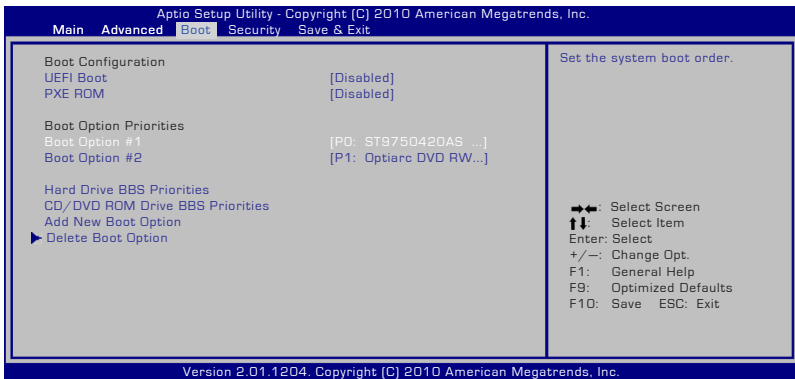 Aptio Setup Utility - Copyright (C) 2010 American Megatrends, Inc.
Main Advanced Boot Security Save & Exit
Boot Configuration
UEFI Boot [Disabled]
PXE ROM [Disabled]
Boot Option Priorities
Boot Option #1 [P0: ST9750420AS ...]
Boot Option #2 [P1: Optiarc DVD RW...]
Hard Drive BBS Priorities
CD/DVD ROM Drive BBS Priorities
Add New Boot Option
Delete Boot Option
Set the system boot order.
→←: Select Screen
↑↓: Select Item
Enter: Select
+/—: Change Opt.
F1: General Help
F9: Optimized Defaults
F10: Save ESC: Exit
Version 2.01.1204. Copyright (C) 2010 American Megatrends, Inc.